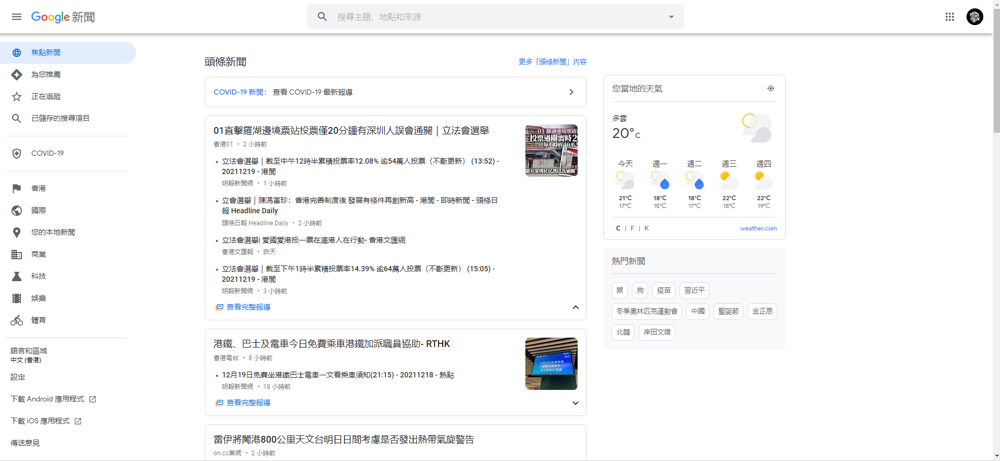 Google 新聞
搜尋主題、地點和來源
焦點新聞
為您推薦
正在追蹤
已儲存的搜尋項目
COVID-19
香港
國際
您的本地新聞
商業
科技
娛樂
體育
語言和區域
中文 (香港)
設定
下載 Android 應用程式
下載 iOS 應用程式
傳送意見
頭條新聞
更多「頭條新聞」內容
COVID-19 新聞： 查看 COVID-19 最新報導
01直擊羅湖邊境票站投票僅20分鐘有深圳人誤會通關｜立法會選舉
香港01 • 2 小時前
01 羅湖邊境票站
投票過關需時2
每小時約40至5
有深圳居民誤以為通關
立法會選舉｜截至中午12時半累積投票率12.08% 逾54萬人投票（不斷更新） (13:52) -
20211219 - 港聞
明報新聞網 • 1 小時前
立會選舉｜陳馮富珍：香港完善制度後 發展有條件再創新高 - 港聞 - 即時新聞 - 頭條日
報 Headline Daily
頭條日報 Headline Daily • 2 小時前
立法會選舉| 愛國愛港投一票在滬港人在行動- 香港文匯網
香港文匯報 • 昨天
立法會選舉｜截至下午1時半累積投票率14.39% 逾64萬人投票（不斷更新） (15:05) -
20211219 - 港聞
明報新聞網 • 3 小時前
查看完整報導
港鐵、巴士及電車今日免費乘車港鐵加派職員協助- RTHK
香港電台 • 8 小時前
12月19日免費乘車
12月19日免費坐港鐵巴士電車一文看乘車須知(21:15) - 20211218 - 熱點
明報新聞網 • 18 小時前
查看完整報導
雷伊將闖港800公里天文台明日日間考慮是否發出熱帶氣旋警告
on.cc東網 • 2 小時前
您當地的天氣
多雲
20°C
今天 週一 週二 週三 週四
21°C 18°C 18°C 22°C 22°C
17°C 15°C 17°C 18°C 19°C
C | F | K
weather.com
熱門新聞
猴 狗 疫苗 習近平
冬季奧林匹克運動會 中國 聖誕節 金正恩
北韓 岸田文雄